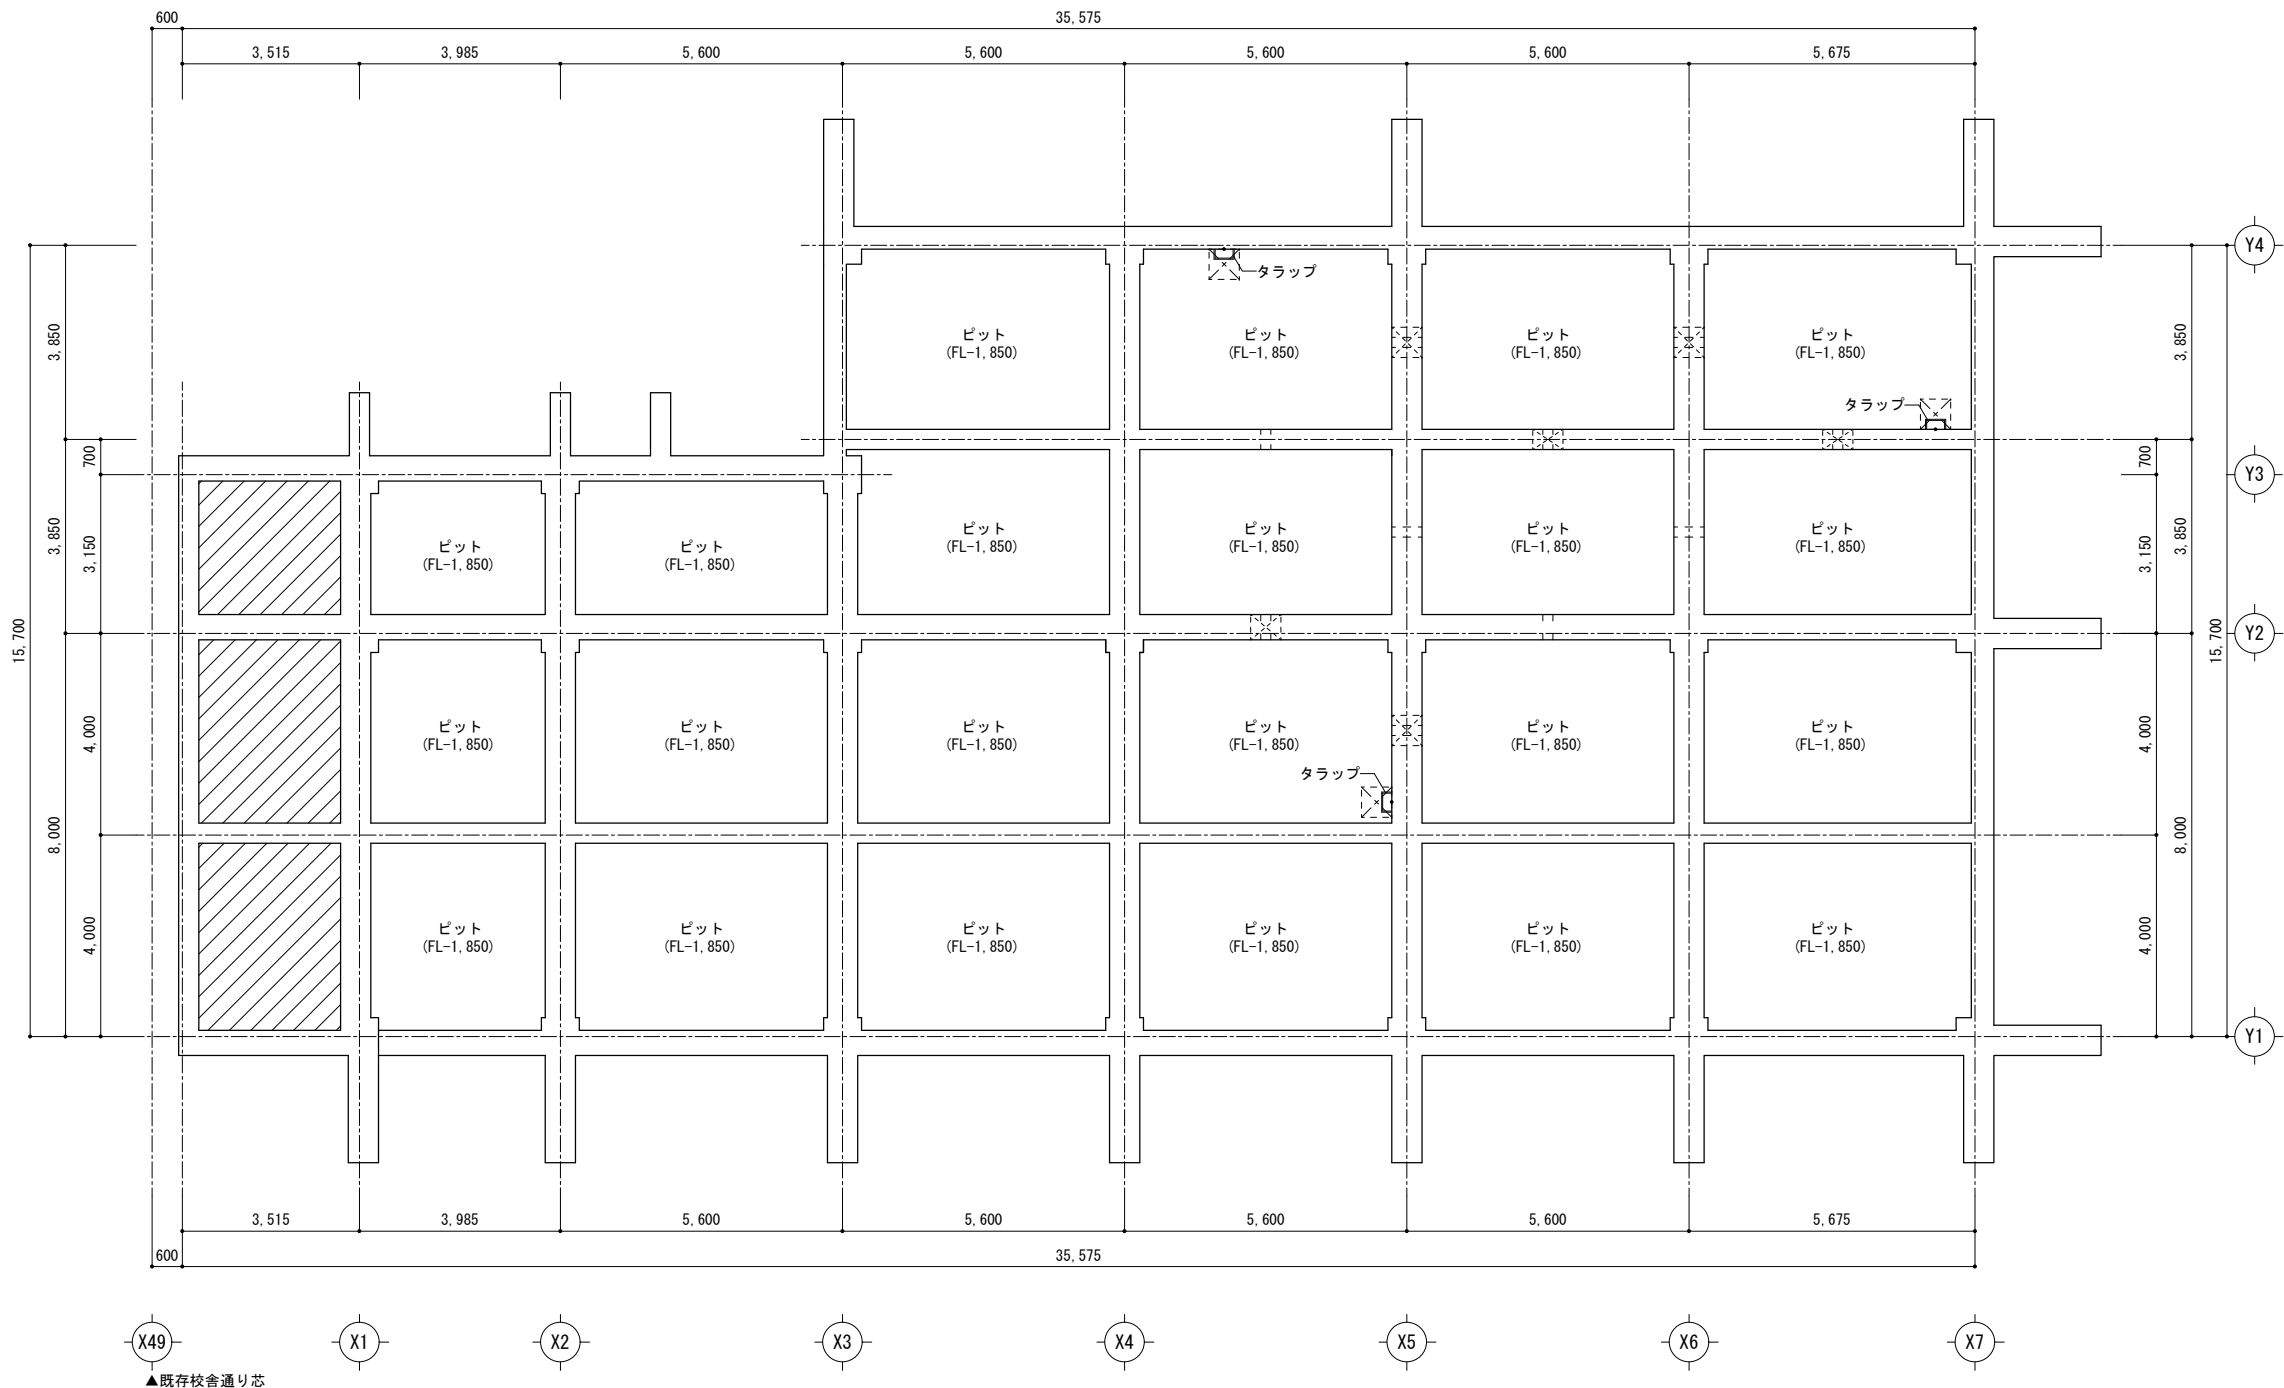 600
35,575
3,515
3,985
5,600
5,600
5,600
5,600
5,675
Y4
タラップ
3,850
ピット
(FL-1,850)
ピット
(FL-1,850)
ピット
(FL-1,850)
ピット
(FL-1,850)
3,850
タラップ
700
700
Y3
3,850
3,150
ピット
(FL-1,850)
ピット
(FL-1,850)
ピット
(FL-1,850)
ピット
(FL-1,850)
ピット
(FL-1,850)
ピット
(FL-1,850)
3,150
3,850
15,700
15,700
Y2
4,000
ピット
(FL-1,850)
ピット
(FL-1,850)
ピット
(FL-1,850)
ピット
(FL-1,850)
ピット
(FL-1,850)
ピット
(FL-1,850)
4,000
タラップ
8,000
8,000
4,000
ピット
(FL-1,850)
ピット
(FL-1,850)
ピット
(FL-1,850)
ピット
(FL-1,850)
ピット
(FL-1,850)
ピット
(FL-1,850)
4,000
Y1
3,515
3,985
5,600
5,600
5,600
5,600
5,675
600
35,575
X49
X1
X2
X3
X4
X5
X6
X7
▲既存校舎通り芯